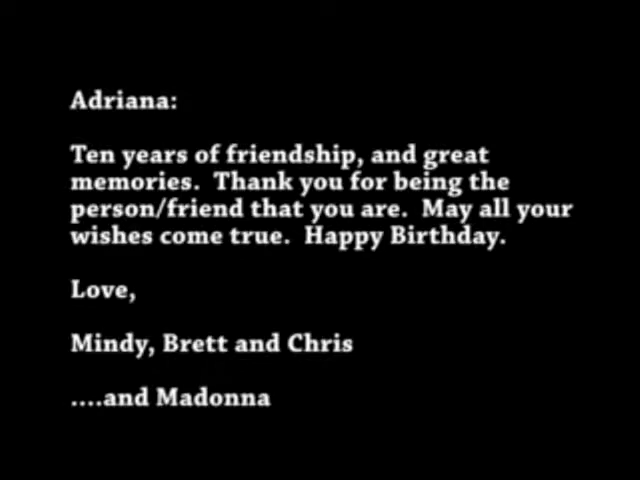 Adriana:
Ten years of friendship, and great
memories.  Thank you for being the
person/friend that you are.  May all your
wishes come true.  Happy Birthday.
Love,
Mindy, Brett and Chris
....and Madonna